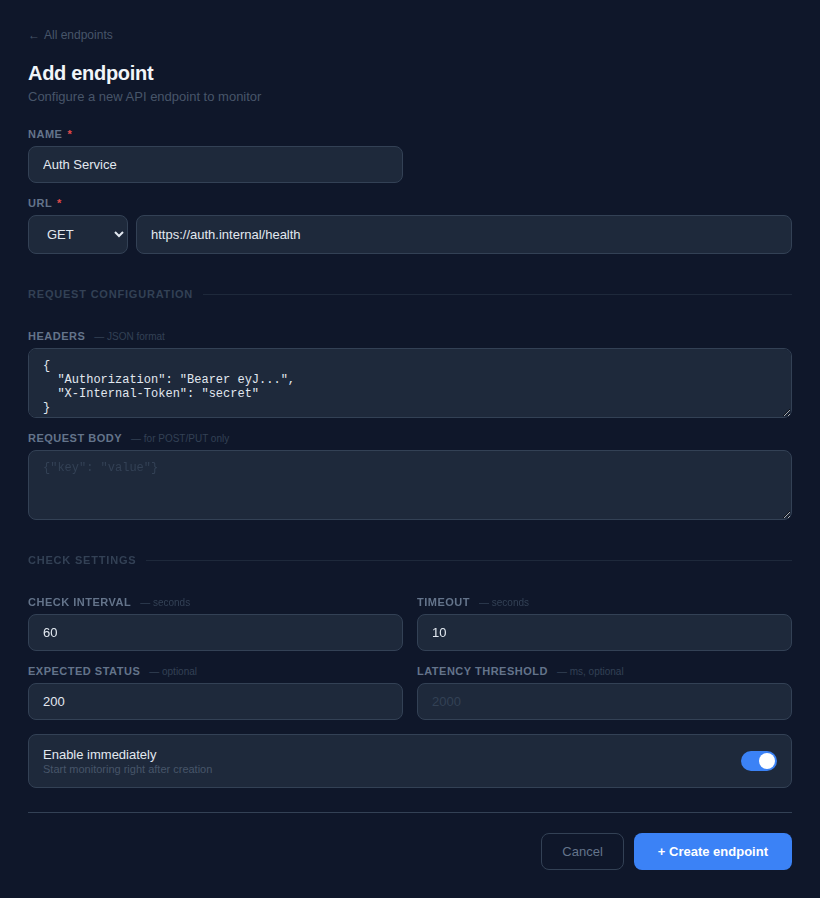 ← All endpoints
Add endpoint
Configure a new API endpoint to monitor
NAME *
Auth Service
URL *
GET https://auth.internal/health
REQUEST CONFIGURATION
HEADERS — JSON format
{
  "Authorization": "Bearer eyJ...",
  "X-Internal-Token": "secret"
}
REQUEST BODY — for POST/PUT only
{"key": "value"}
CHECK SETTINGS
CHECK INTERVAL — seconds TIMEOUT — seconds
60 10
EXPECTED STATUS — optional LATENCY THRESHOLD — ms, optional
200 2000
Enable immediately
Start monitoring right after creation
Cancel + Create endpoint